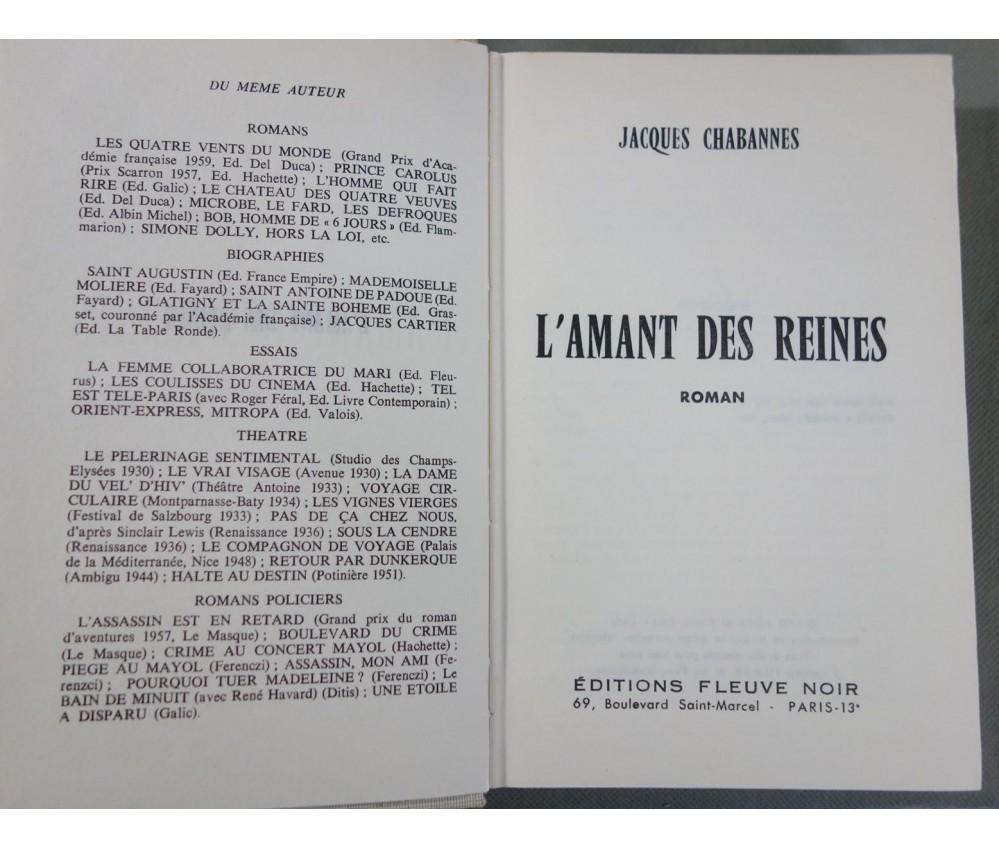 DU MEME AUTEUR
ROMANS
LES QUATRE VENTS DU MONDE (Grand Prix d'Aca-
démie française 1959, Ed. Del Duca) ; PRINCE CAROLUS
(Prix Scarron 1957, Ed. Hachette) ; L'HOMME QUI FAIT
RIRE (Ed. Galic) ; LE CHATEAU DES QUATRE VEUVES
(Ed. Del Duca) ; MICROBE, LE FARD, LES DEFROQUES
(Ed. Albin Michel) ; BOB, HOMME DE « 6 JOURS » (Ed. Flam-
marion) ; SIMONE DOLLY, HORS LA LOI, etc.
BIOGRAPHIES
SAINT AUGUSTIN (Ed. France Empire) ; MADEMOISELLE
MOLIERE (Ed. Fayard) ; SAINT ANTOINE DE PADOUE (Ed.
Fayard) ; GLATIGNY ET LA SAINTE BOHEME (Ed. Gras-
set, couronné par l'Académie française) ; JACQUES CARTIER
(Ed. La Table Ronde).
ESSAIS
LA FEMME COLLABORATRICE DU MARI (Ed. Fleu-
rus) ; LES COULISSES DU CINEMA (Ed. Hachette) ; TEL
EST TELE-PARIS (avec Roger Féral, Ed. Livre Contemporain) ;
ORIENT-EXPRESS, MITROPA (Ed. Valois).
THEATRE
LE PELERINAGE SENTIMENTAL (Studio des Champs-
Elysées 1930) ; LE VRAI VISAGE (Avenue 1930) ; LA DAME
DU VEL' D'HIV' (Théâtre Antoine 1933) ; VOYAGE CIR-
CULAIRE (Montparnasse-Baty 1934) ; LES VIGNES VIERGES
(Festival de Salzbourg 1933) ; PAS DE ÇA CHEZ NOUS,
d'après Sinclair Lewis (Renaissance 1936) ; SOUS LA CENDRE
(Renaissance 1936) ; LE COMPAGNON DE VOYAGE (Palais
de la Méditerranée, Nice 1948) ; RETOUR PAR DUNKERQUE
(Ambigu 1944) ; HALTE AU DESTIN (Potinière 1951).
ROMANS POLICIERS
L'ASSASSIN EST EN RETARD (Grand prix du roman
d'aventures 1957, Le Masque) ; BOULEVARD DU CRIME
(Le Masque) ; CRIME AU CONCERT MAYOL (Hachette) ;
PIEGE AU MAYOL (Ferenczi) ; ASSASSIN, MON AMI (Fe-
renzci) ; POURQUOI TUER MADELEINE ? (Ferenczi) ; Le
BAIN DE MINUIT (avec René Havard) (Ditis) ; UNE ETOILE
A DISPARU (Galic).
JACQUES CHABANNES
L'AMANT DES REINES
ROMAN
ÉDITIONS FLEUVE NOIR
69, Boulevard Saint-Marcel - PARIS-13ᵉ